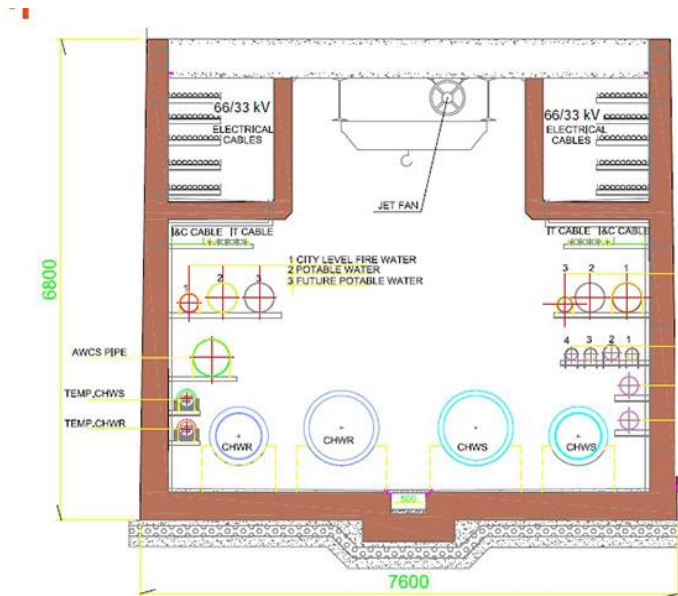 66/33 kV
ELECTRICAL
CABLES
66/33 kV
ELECTRICAL
CABLES
JET FAN
I&C CABLE IT CABLE
IT CABLE I&C CABLE
1 CITY LEVEL FIRE WATER
2 POTABLE WATER
3 FUTURE POTABLE WATER
1 2 3
3 2 1
6800
AWCS PIPE
4 3 2 1
TEMP.CHWS
TEMP.CHWR
CHWR
CHWR
CHWS
CHWS
500
7600